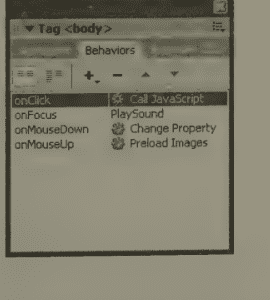 Tag <body>
Behaviors
onClick Call JavaScript
onFocus PlaySound
onMouseDown Change Property
onMouseUp Preload Images